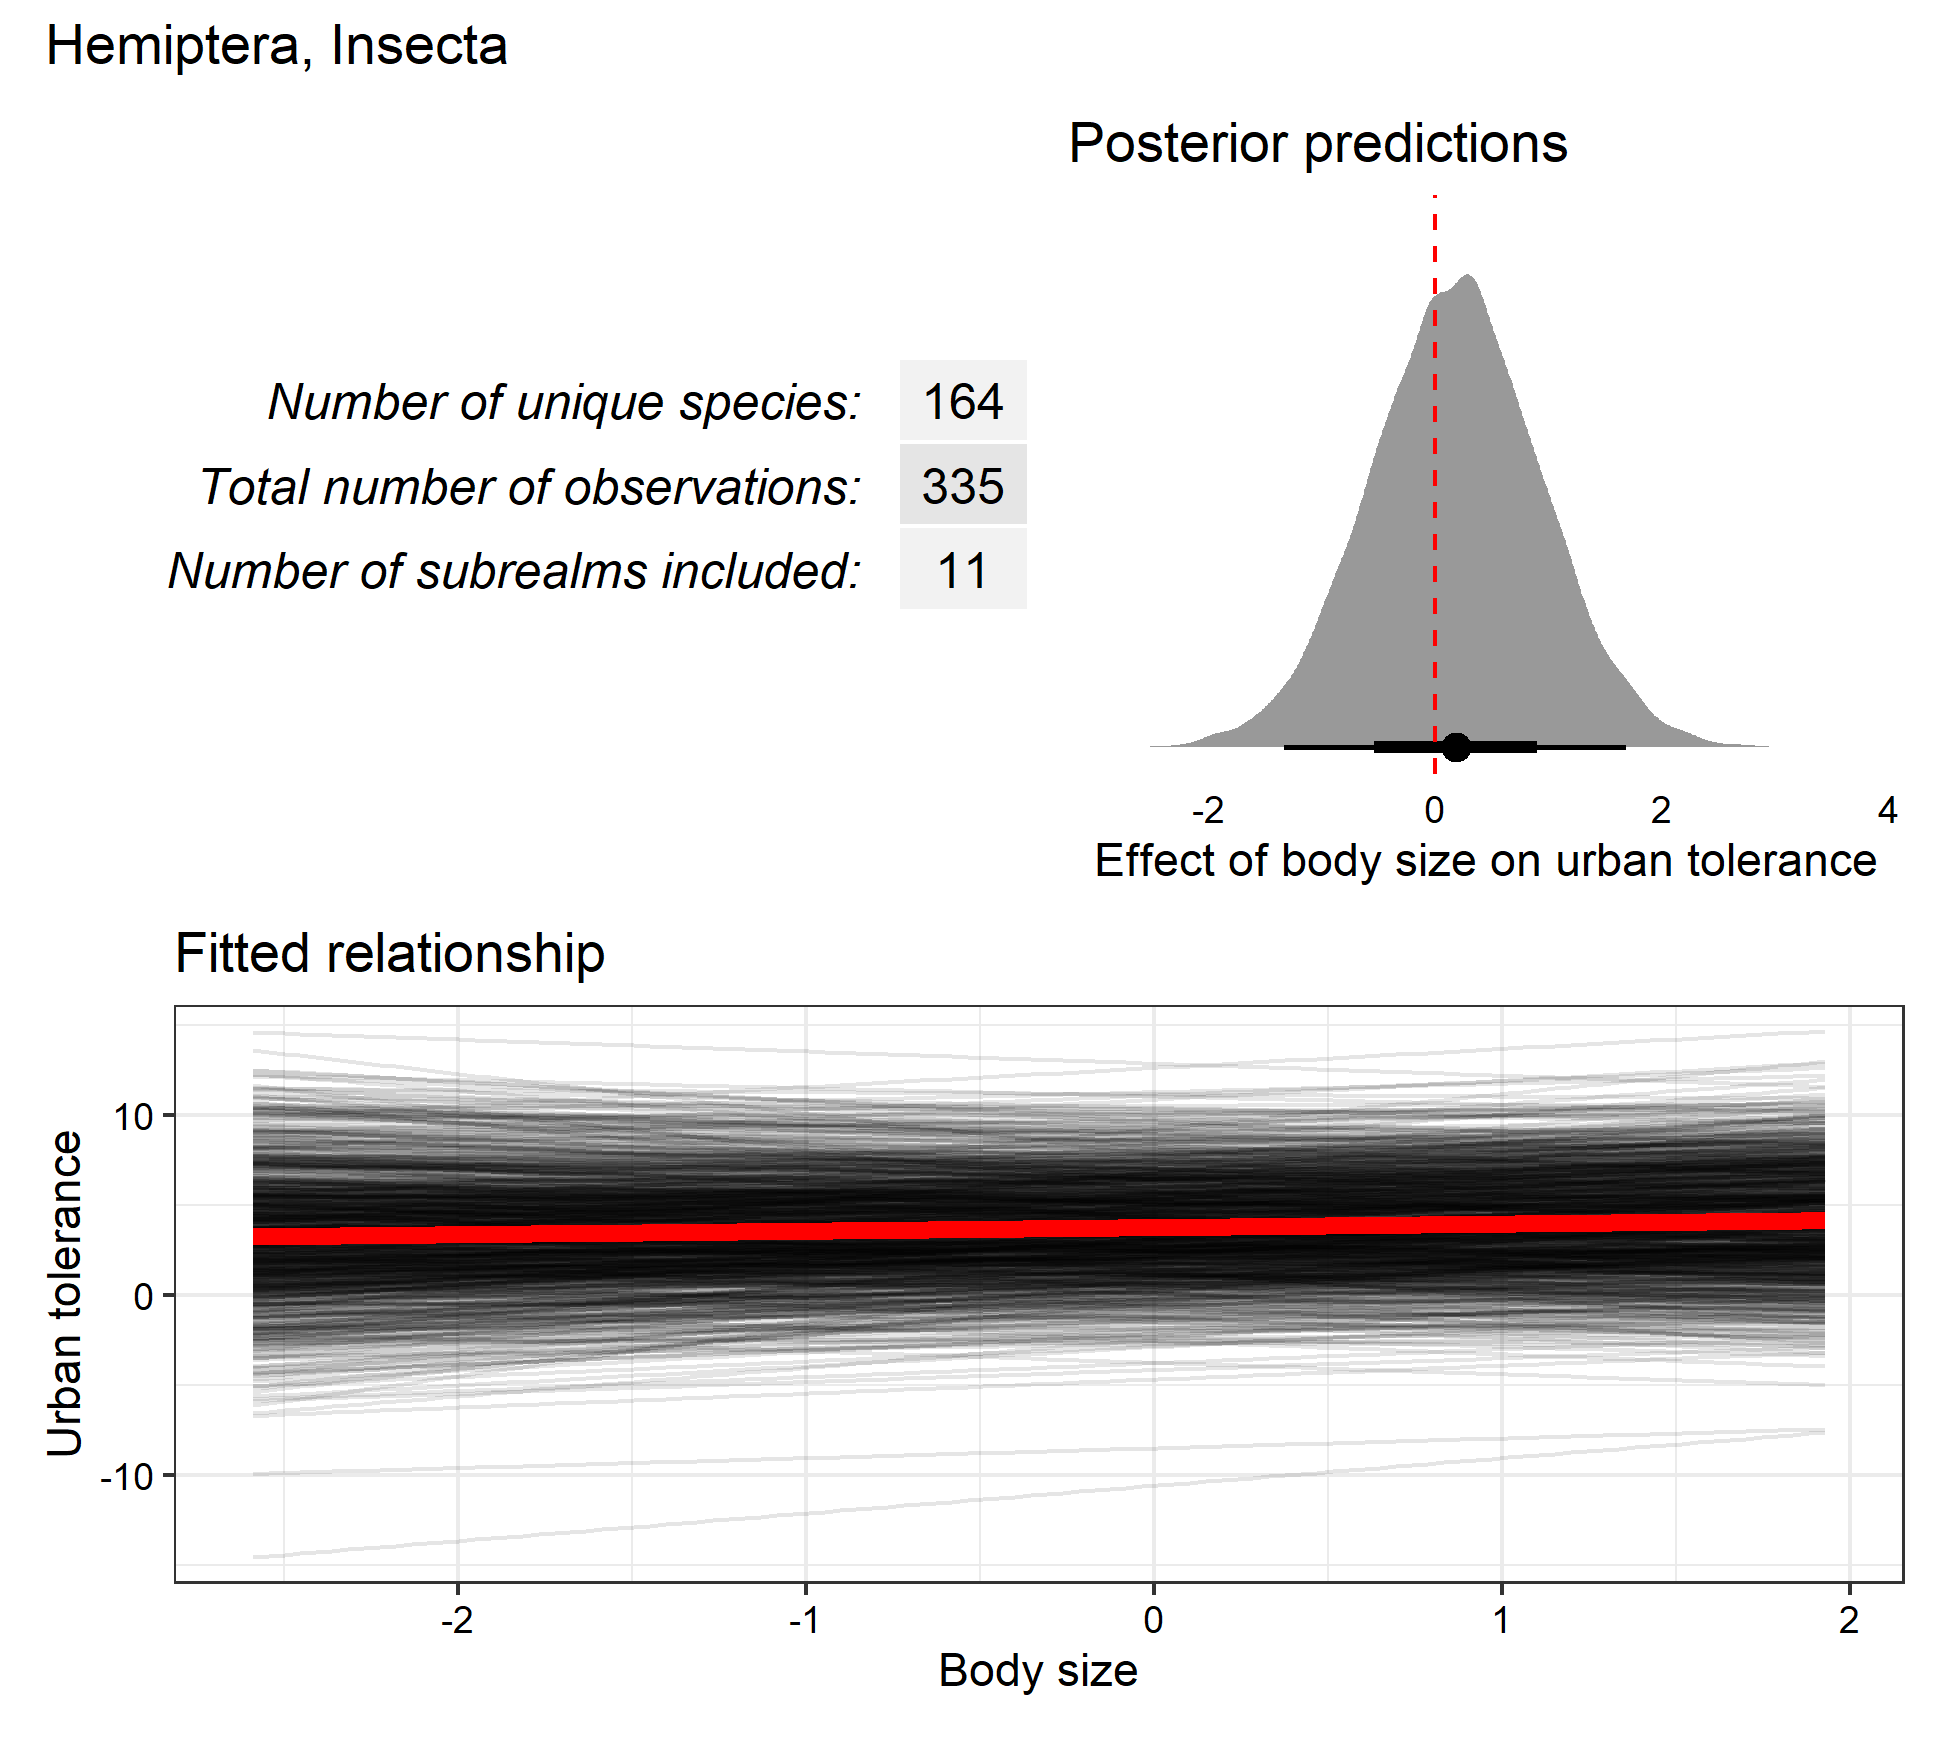 Hemiptera, Insecta
Posterior predictions
Number of unique species: 164
Total number of observations: 335
Number of subrealms included: 11
-2 0 2 4
Effect of body size on urban tolerance
Fitted relationship
Urban tolerance
10
0
-10
-2 -1 0 1 2
Body size